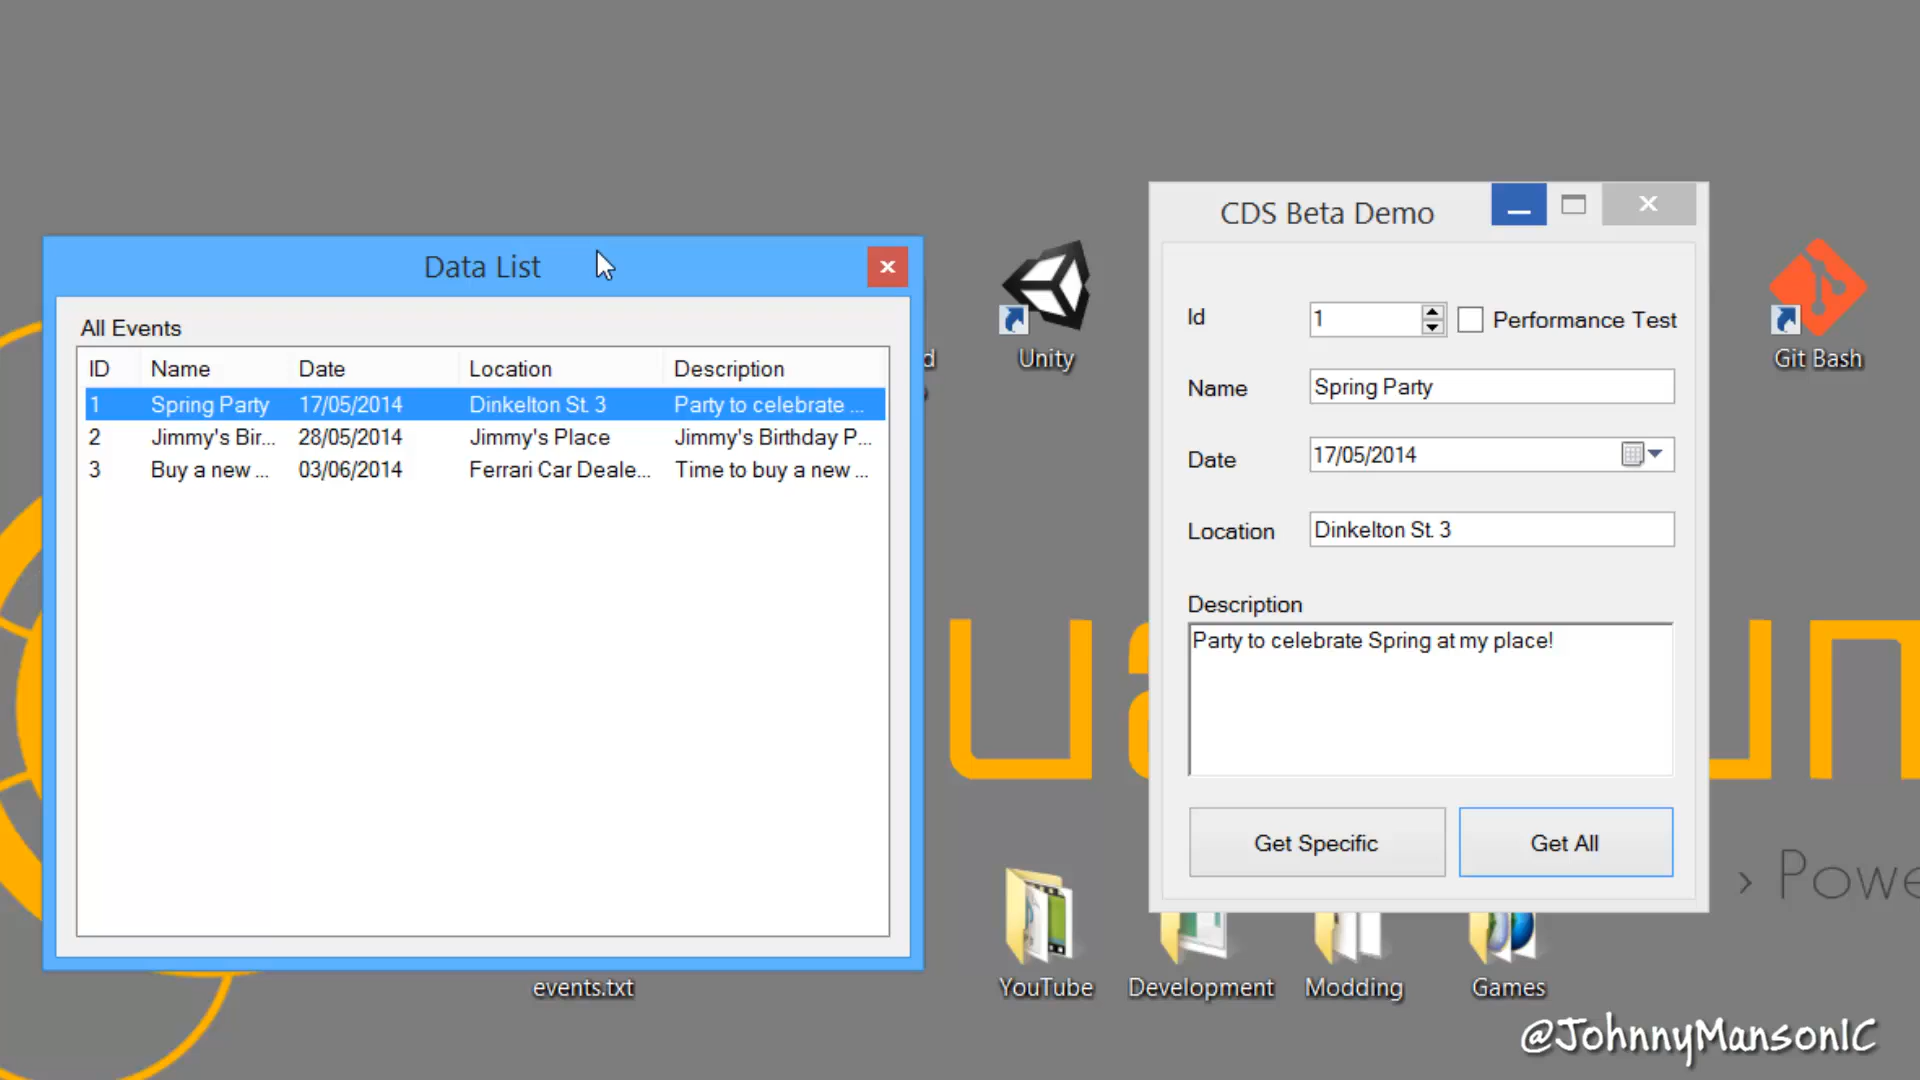 Data List
All Events
ID Name Date Location Description
1 Spring Party 17/05/2014 Dinkelton St. 3 Party to celebrate ...
2 Jimmy's Bir... 28/05/2014 Jimmy's Place Jimmy's Birthday P...
3 Buy a new ... 03/06/2014 Ferrari Car Deale... Time to buy a new ...
events.txt
Unity
CDS Beta Demo
Id 1 Performance Test
Name Spring Party
Date 17/05/2014
Location Dinkelton St. 3
Description
Party to celebrate Spring at my place!
Get Specific Get All
Git Bash
YouTube
Development
Modding
Games
@JohnnyMansonIC